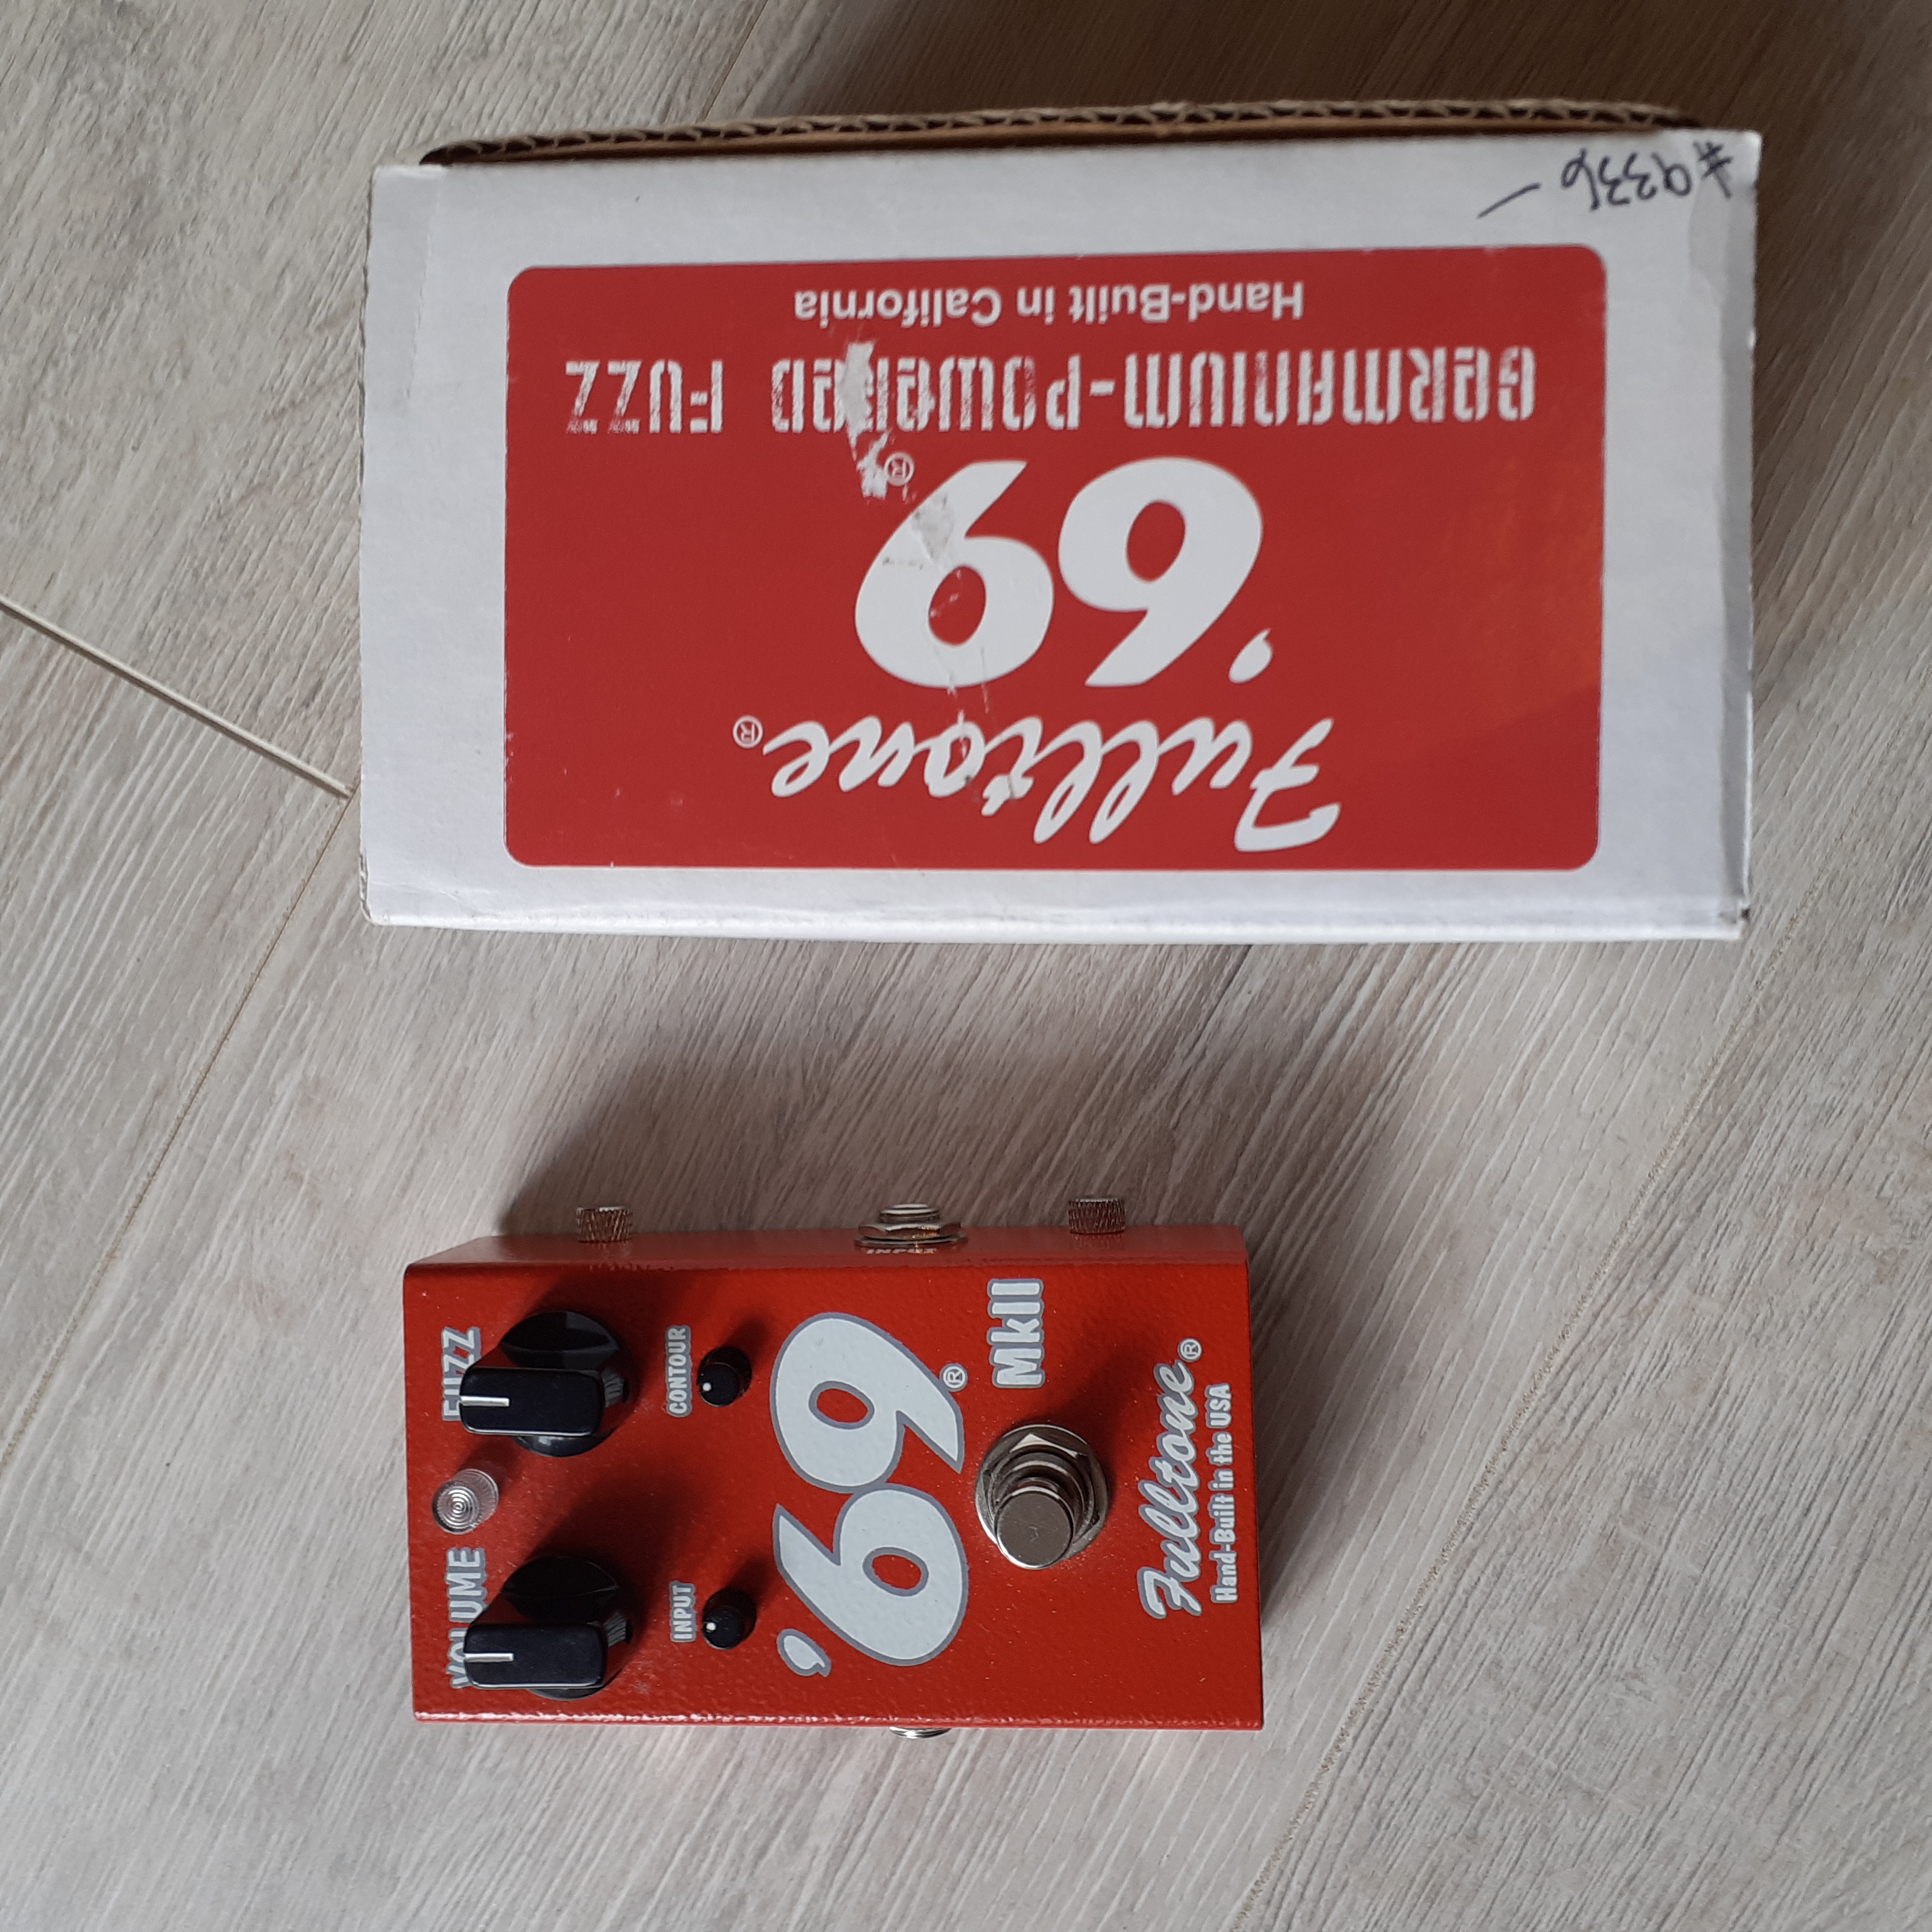 Fulltone®
'69®
GERMANIUM-POWERED FUZZ
Hand-Built in California
#9336
VOLUME FUZZ
INPUT CONTOUR
'69®
MkII
Fulltone®
Hand-Built in the USA
INPUT